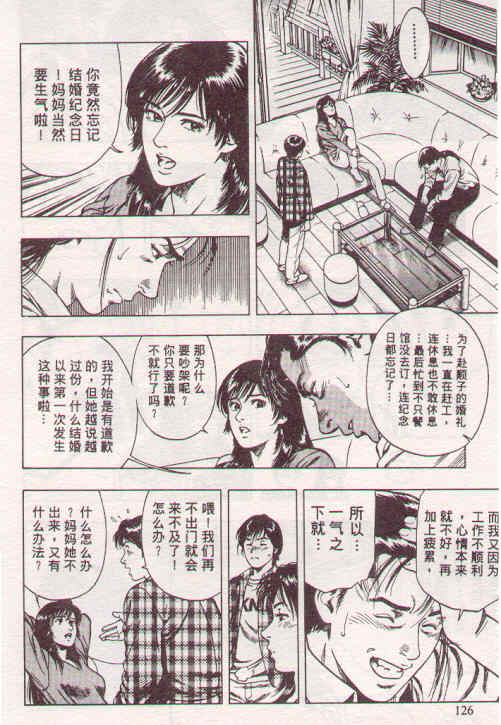 ………
你竟然忘记
结婚纪念日
！妈妈当然
要生气啦！
为了赴顺子的婚礼
…我一直在赶工，
连休息也不敢休息
…最后忙到不只餐
馆没去订，连纪念
日都忘记了…
那为什么
要吵架呢？
你只要道歉
不就行了吗？
我开始是有道歉
的，但她越说越
过份，什么结婚
以来第一次发生
这种事啦…
而我又因为
工作不顺利
，心情本来
就不好，再
加上疲累，
所以…
一气之
下就…
喂！我们再
不出门就会
来不及了！
怎么办？
什么怎么办
？妈妈她不
出来，又有
什么办法？
126